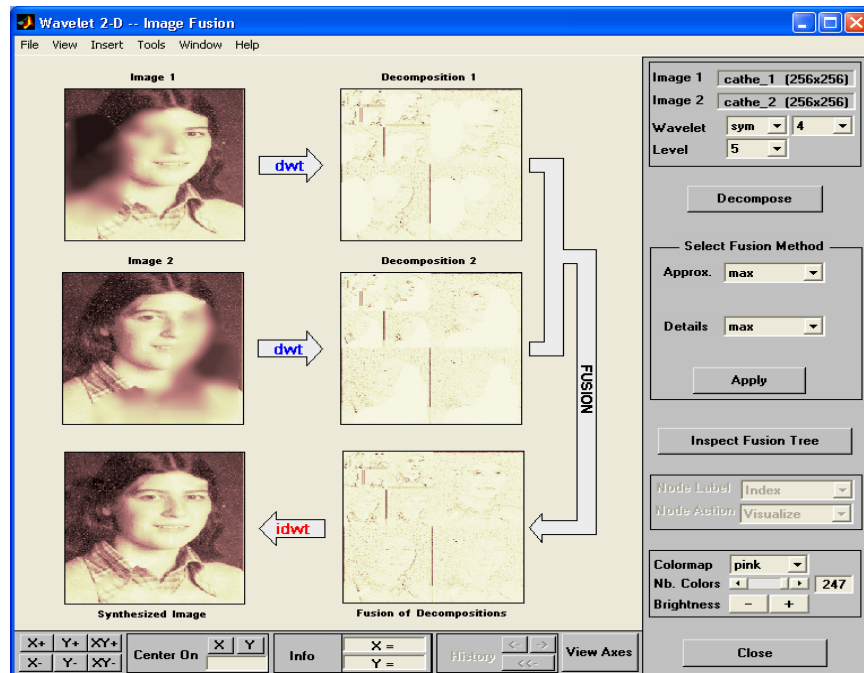 Wavelet 2-D -- Image Fusion
File View Insert Tools Window Help
Image 1
Decomposition 1
dwt
Image 2
Decomposition 2
dwt
FUSION
idwt
Synthesized Image
Fusion of Decompositions
Image 1 cathe_1 (256x256)
Image 2 cathe_2 (256x256)
Wavelet sym 4
Level 5
Decompose
Select Fusion Method
Approx. max
Details max
Apply
Inspect Fusion Tree
Node Label Index
Node Action Visualize
Colormap pink
Nb. Colors 247
Brightness - +
Close
X+ Y+ XY+
X- Y- XY-
Center On X Y
Info X =
Y =
History <- ->
<<-
View Axes